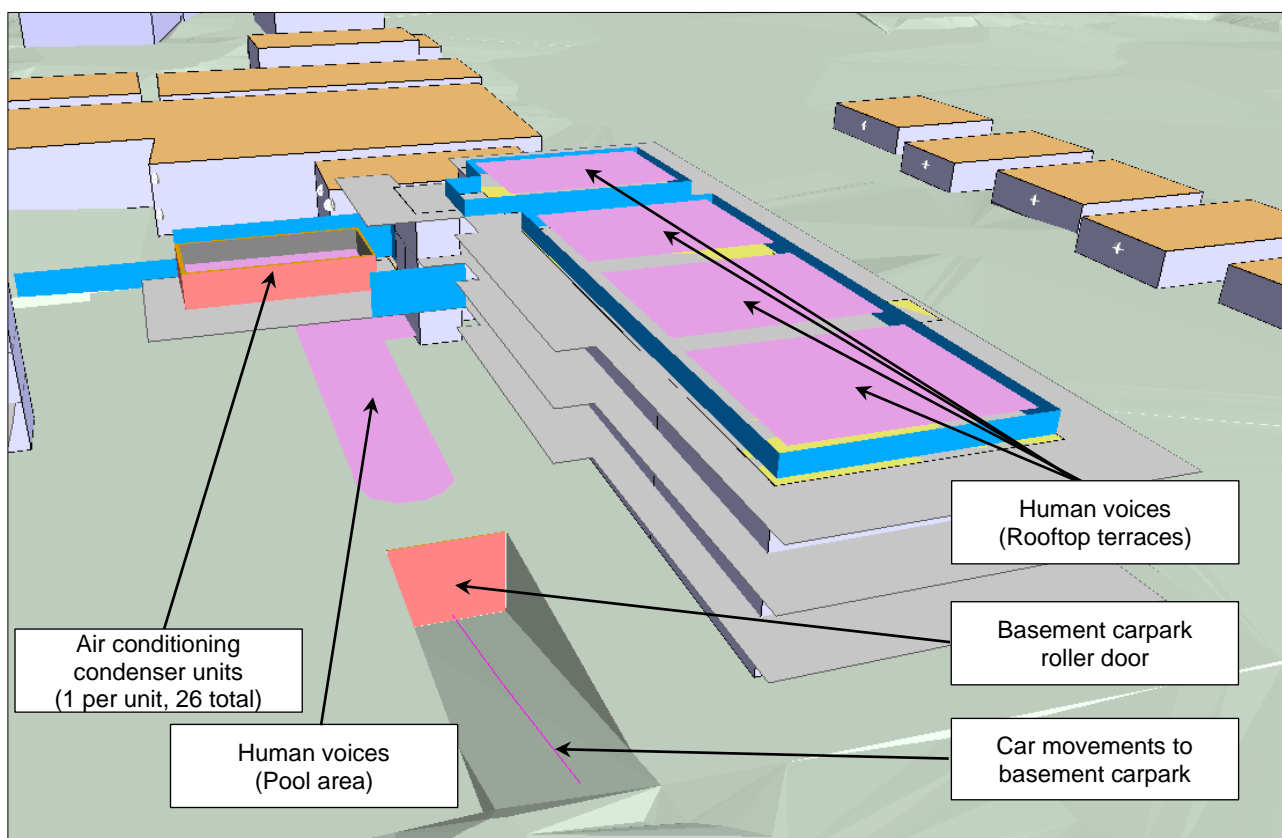 Human voices
(Rooftop terraces)
Air conditioning
condenser units
(1 per unit, 26 total)
Basement carpark
roller door
Human voices
(Pool area)
Car movements to
basement carpark